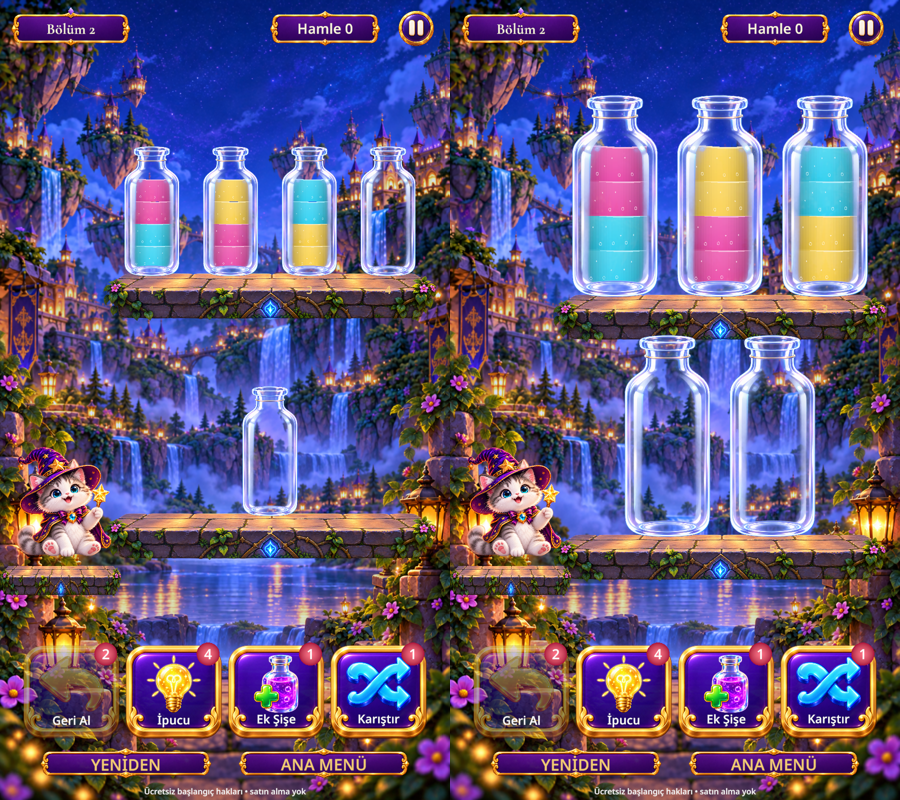 Bölüm 2
Hamle 0
Bölüm 2
Hamle 0
2
4
1
1
Geri Al
İpucu
Ek Şişe
Karıştır
2
4
1
1
Geri Al
İpucu
Ek Şişe
Karıştır
YENİDEN
ANA MENÜ
YENİDEN
ANA MENÜ
Ücretsiz başlangıç hakları • satın alma yok
Ücretsiz başlangıç hakları • satın alma yok